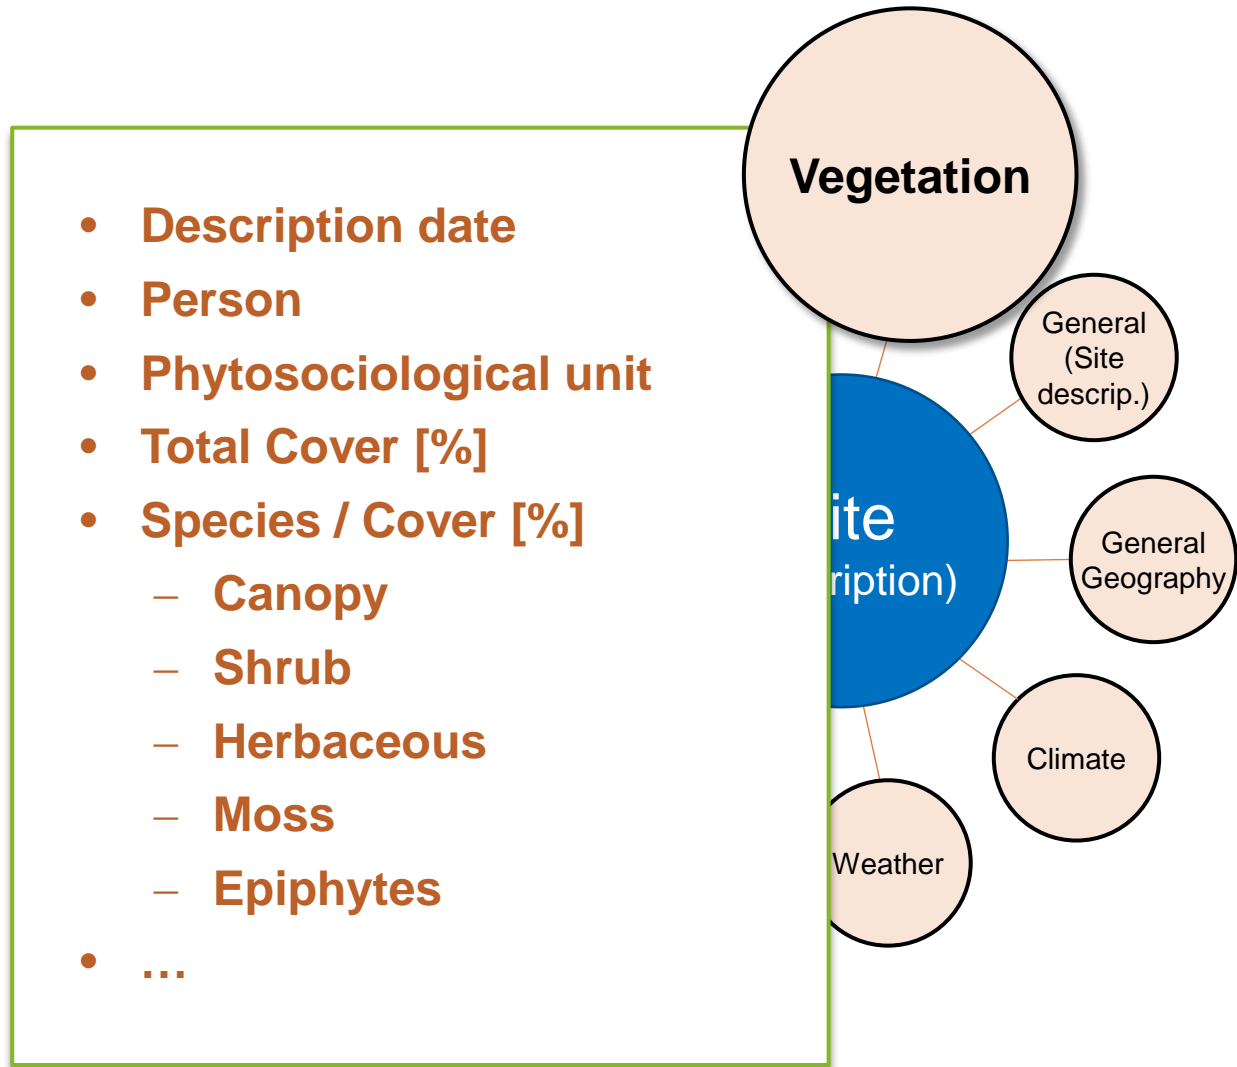 Vegetation
• Description date
• Person
• Phytosociological unit
• Total Cover [%]
• Species / Cover [%]
– Canopy
– Shrub
– Herbaceous
– Moss
– Epiphytes
• …
General
(Site
descrip.)
ite
ription)
General
Geography
Climate
Weather